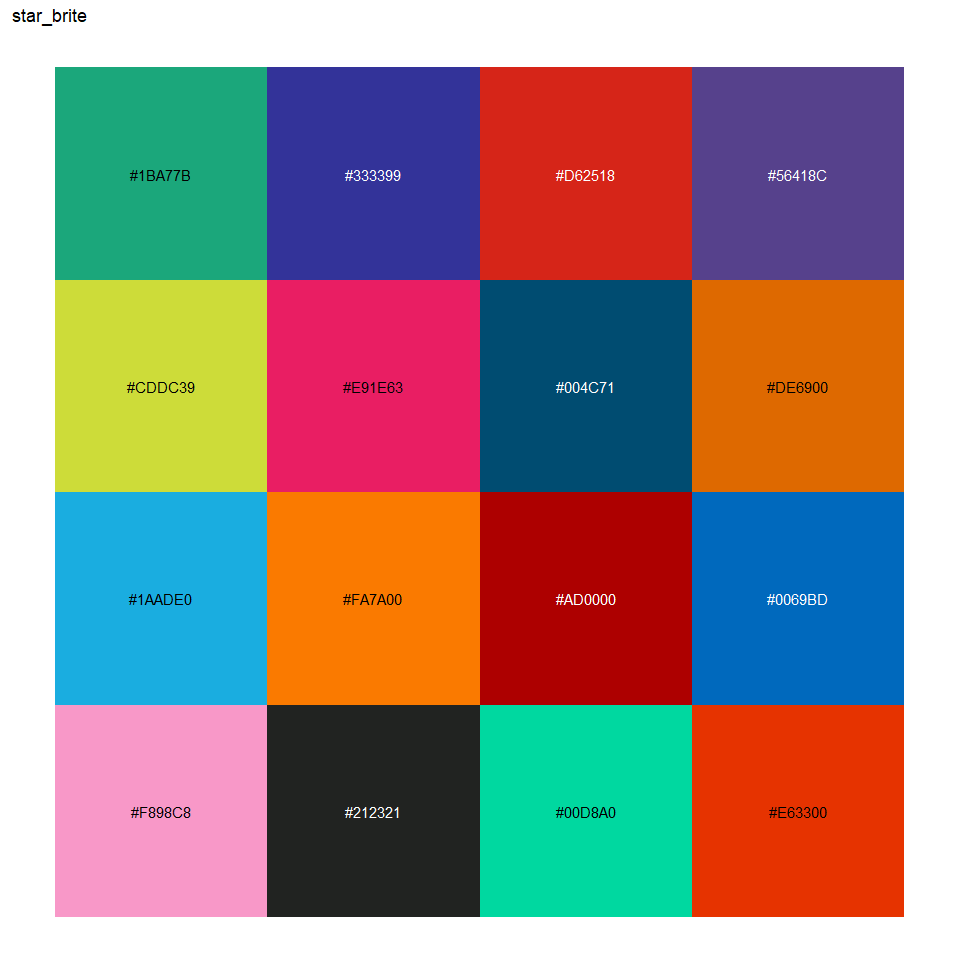 star_brite
#1BA77B #333399 #D62518 #56418C
#CDDC39 #E91E63 #004C71 #DE6900
#1AADE0 #FA7A00 #AD0000 #0069BD
#F898C8 #212321 #00D8A0 #E63300